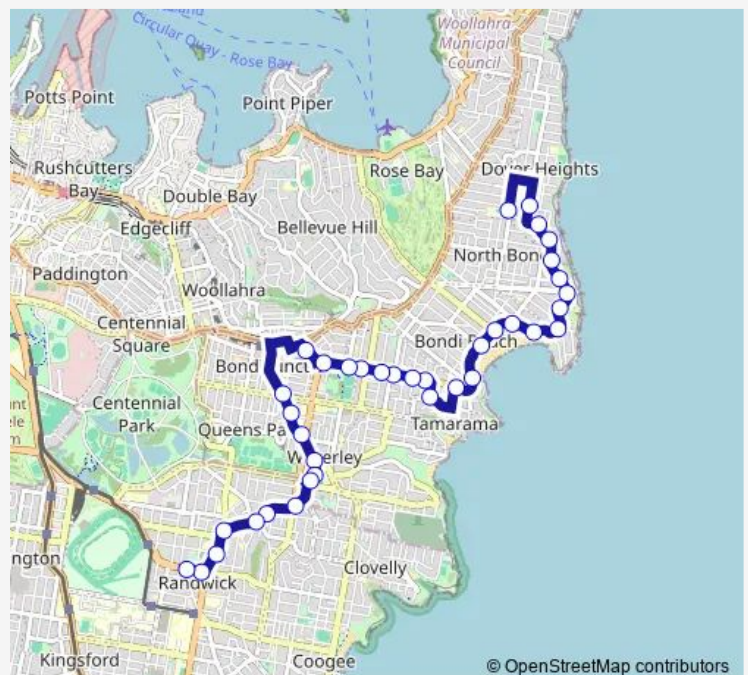 Woollahra
Municipal
Council
Circular Quay - Rose Bay
Potts Point
Point Piper
Rushcutters
Bay
Rose Bay
Dover Heights
Double Bay
Edgecliff
Bellevue Hill
Paddington
North Bon
Woollahra
Centennial
Square
Bondi Beach
Bond Junct
Centennial
Park
Queens Pa
Tamarama
Waverley
Clovelly
ngton
Randwick
Kingsford
Coogee
© OpenStreetMap contributors